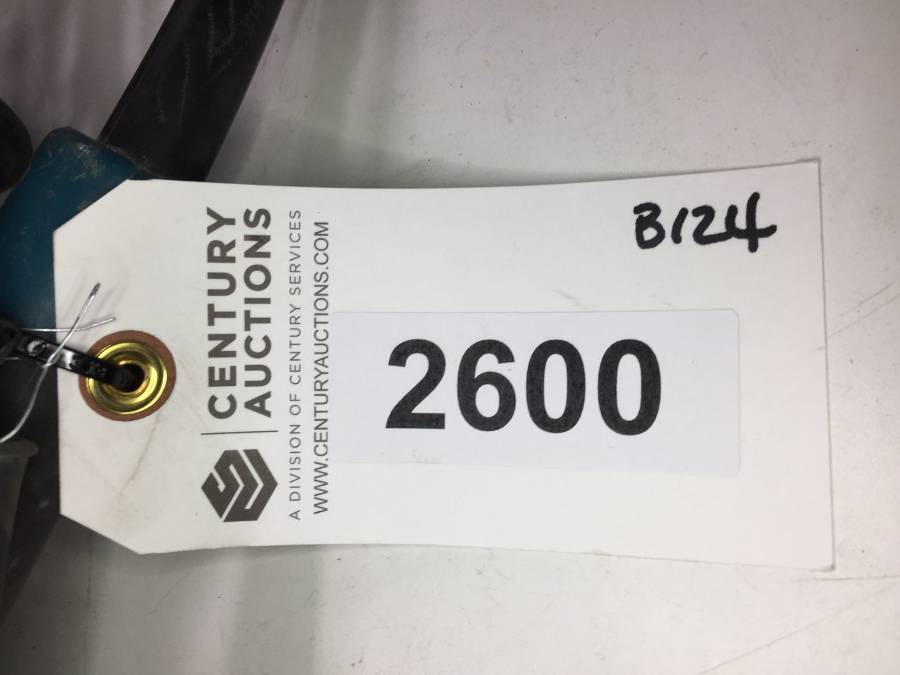 CENTURY
AUCTIONS
A DIVISION OF CENTURY SERVICES
WWW.CENTURYAUCTIONS.COM
2600
B124